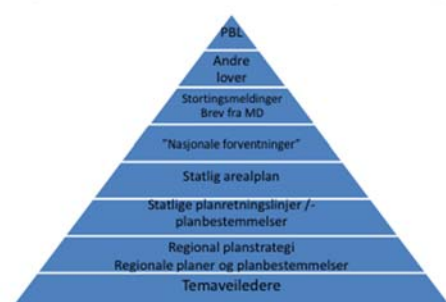 PBL
Andre
lover
Stortingsmeldinger
Brev fra MD
"Nasjonale forventninger"
Statlig arealplan
Statlige planretningslinjer /-
planbestemmelser
Regional planstrategi
Regionale planer og planbestemmelser
Temaveiledere